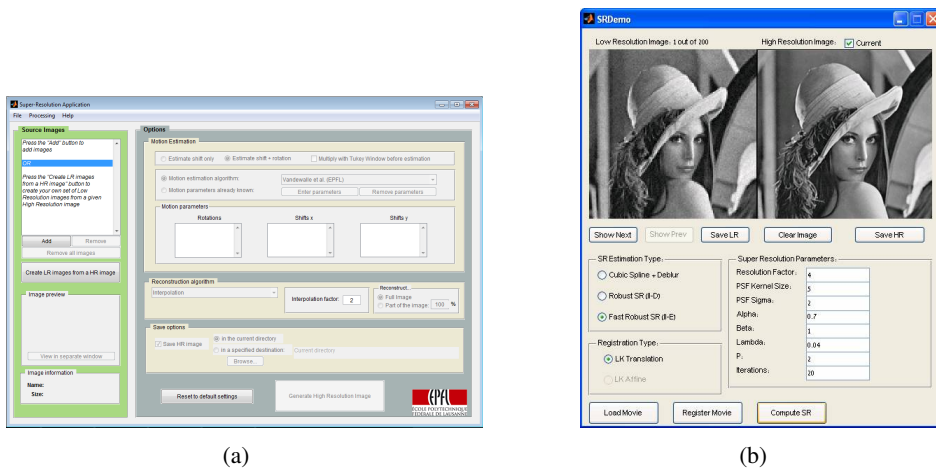 Super-Resolution Application
File Processing Help
Source Images
Press the "Add" button to
add images
OR
Press the "Create LR images
from a HR image" button to
create your own set of Low
Resolution images from a given
High Resolution image
Add Remove
Remove all images
Create LR images from a HR image
Image preview
View in separate window
Image information
Name:
Size:
Options
Motion Estimation
Estimate shift only Estimate shift + rotation Multiply with Tukey Window before estimation
Motion estimation algorithm: Vandewalle et al. (EPFL)
Motion parameters already known: Enter parameters Remove parameters
Motion parameters
Rotations Shifts x Shifts y
Reconstruction algorithm
Interpolation
Interpolation factor: 2
Reconstruct...
Full image
Part of the image: 100 %
Save options
Save HR image
In the current directory
In a specified destination: Current directory
Browse...
Reset to default settings
Generate High Resolution Image
EPFL
ECOLE POLYTECHNIQUE
FEDERALE DE LAUSANNE
(a)
SRDemo
Low Resolution Image: 1 out of 200 High Resolution Image: Current
Show Next Show Prev Save LR Clear Image Save HR
SR Estimation Type:
Cubic Spline + Deblur
Robust SR (II-D)
Fast Robust SR (II-E)
Registration Type:
LK Translation
LK Affine
Super Resolution Parameters:
Resolution Factor: 4
PSF Kernel Size: 5
PSF Sigma: 2
Alpha: 0.7
Beta: 1
Lambda: 0.04
P: 2
Iterations: 20
Load Movie Register Movie Compute SR
(b)